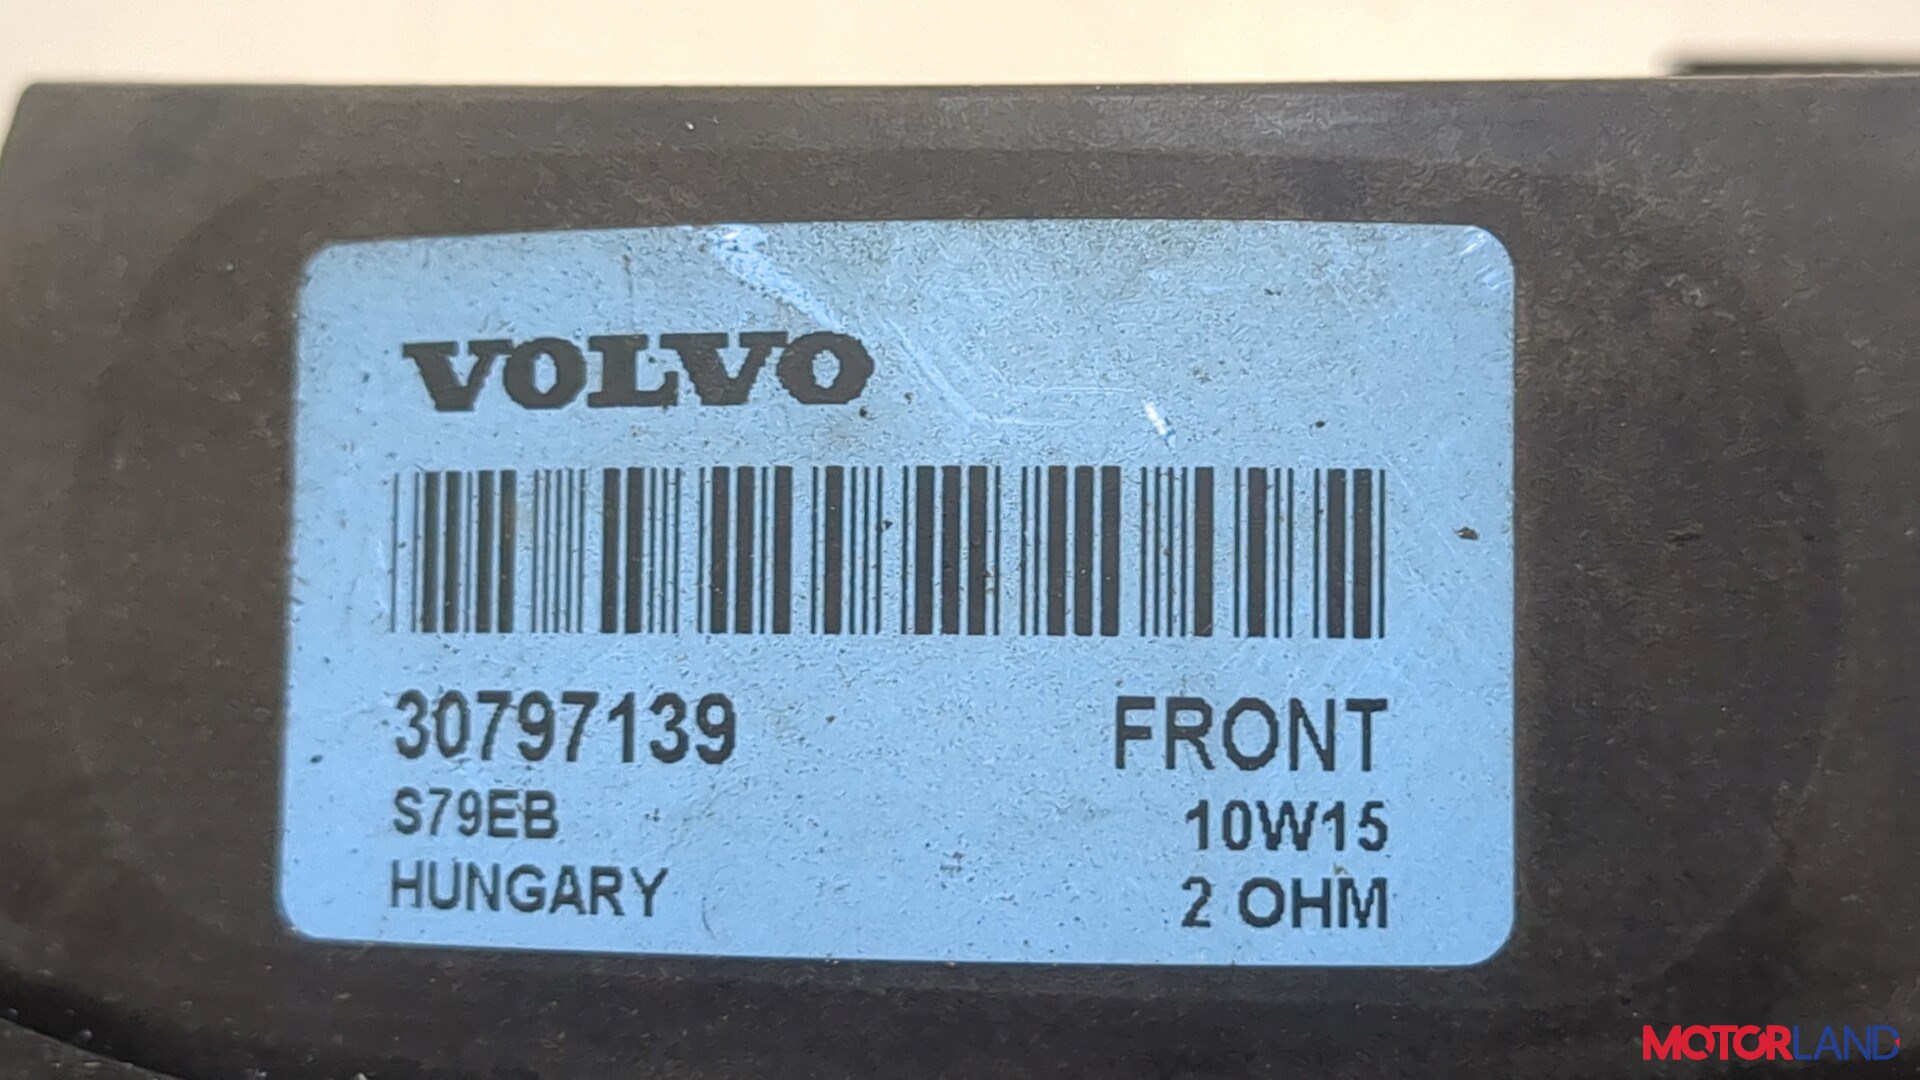 VOLVO
30797139 FRONT
S79EB 10W15
HUNGARY 2 OHM
MOTORLAND